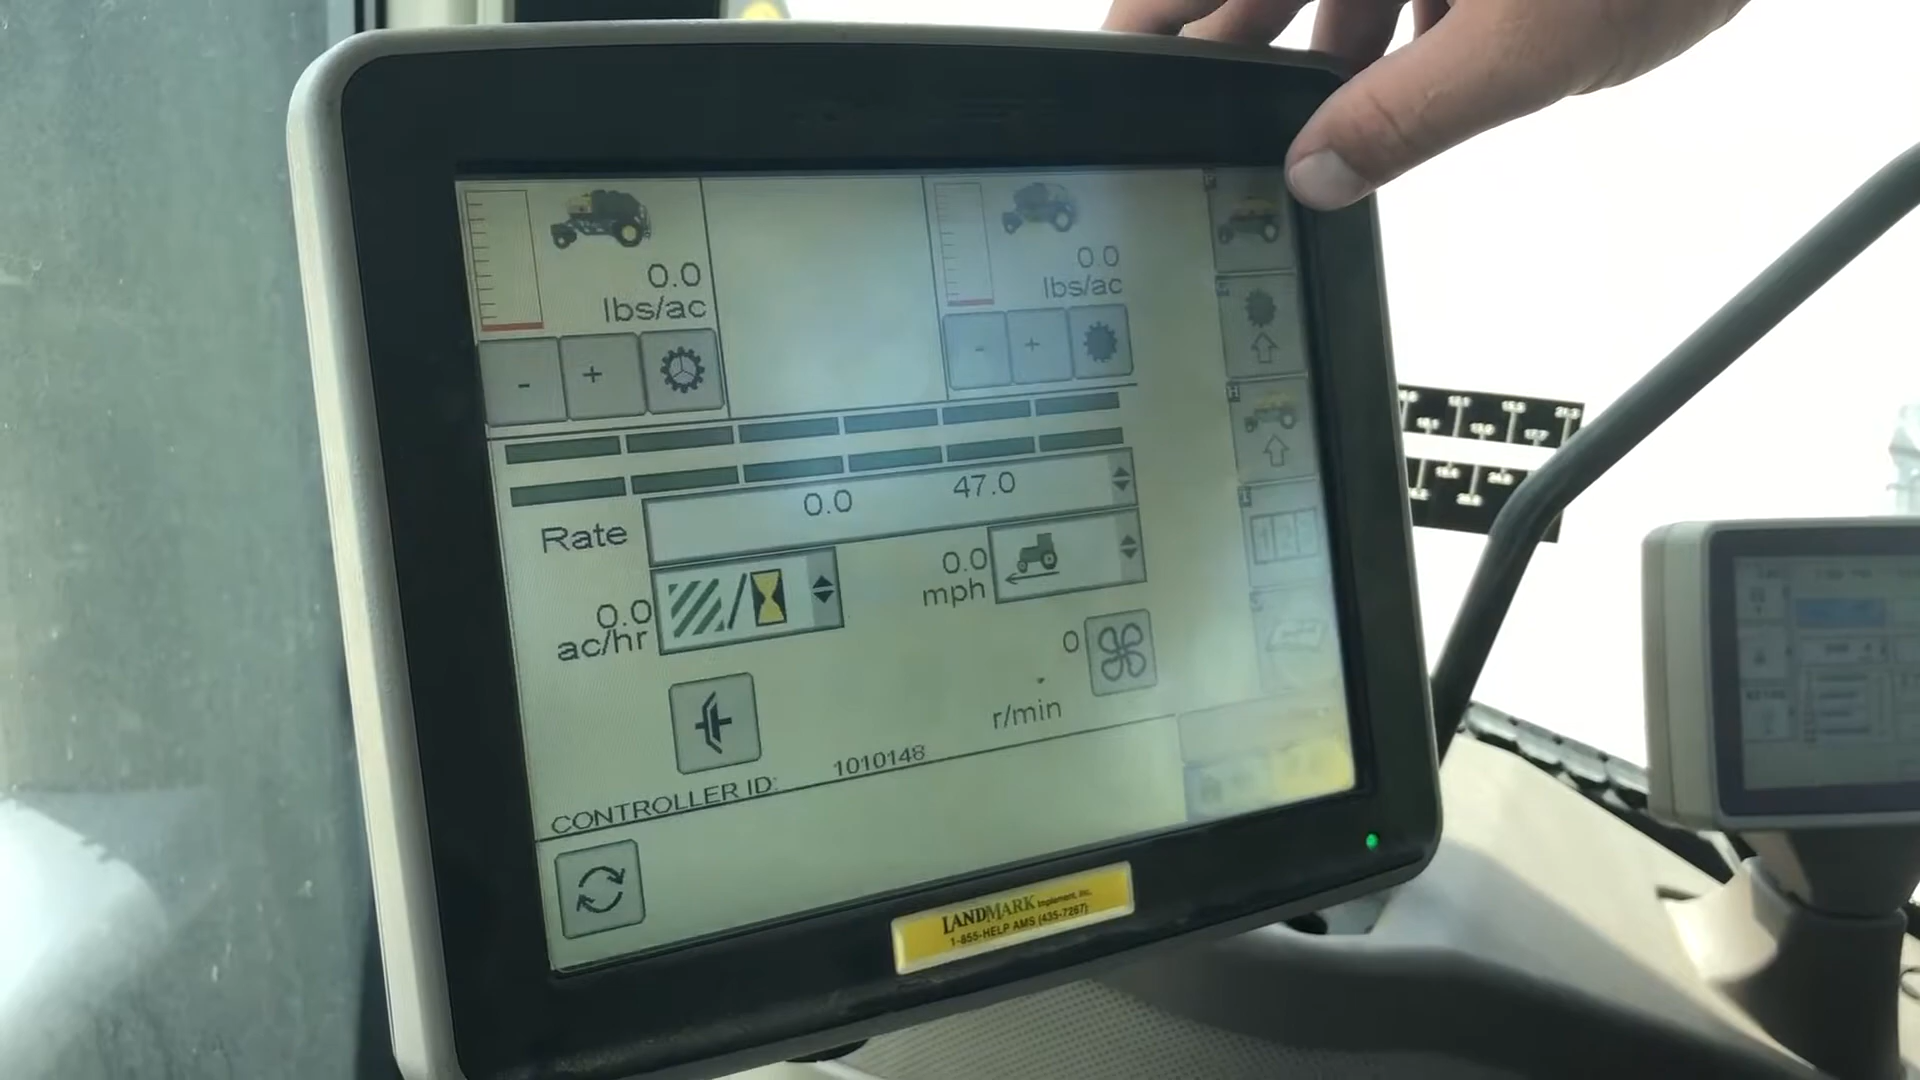 0.0
lbs/ac
0.0
lbs/ac
- +
- +
Rate
0.0 47.0
0.0
ac/hr
0.0
mph
0
r/min
CONTROLLER ID: 1010148
LANDMARK Implement, Inc.
1-855-HELP AMS (435-7267)